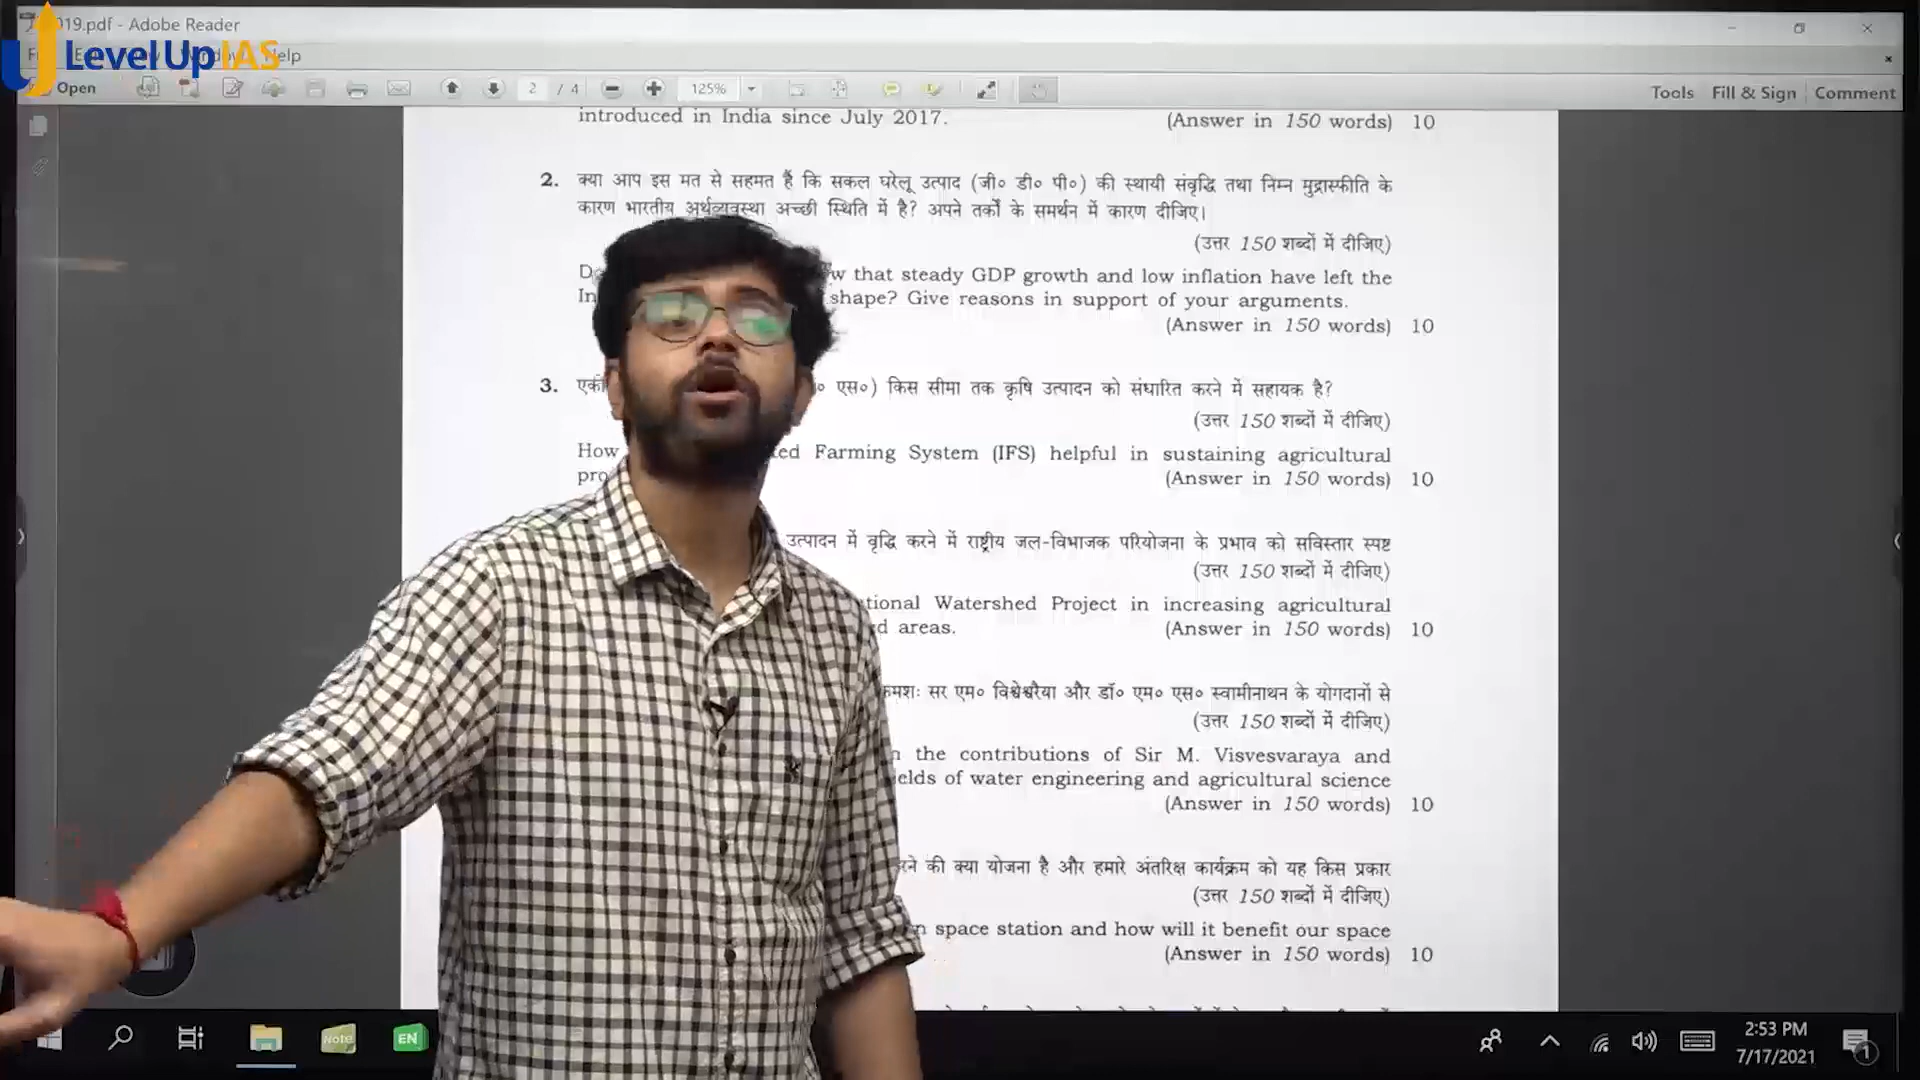 019.pdf - Adobe Reader
LevelUp IAS
Help
Open
2 / 4
125%
Tools Fill & Sign Comment
introduced in India since July 2017. (Answer in 150 words) 10
2. क्या आप इस मत से सहमत हैं कि सकल घरेलू उत्पाद (जी० डी० पी०) की स्थायी संवृद्धि तथा निम्न मुद्रास्फीति के
कारण भारतीय अर्थव्यवस्था अच्छी स्थिति में है? अपने तर्कों के समर्थन में कारण दीजिए।
(उत्तर 150 शब्दों में दीजिए)
that steady GDP growth and low inflation have left the
shape? Give reasons in support of your arguments.
(Answer in 150 words) 10
3. एस०) किस सीमा तक कृषि उत्पादन को संधारित करने में सहायक है?
(उत्तर 150 शब्दों में दीजिए)
How Farming System (IFS) helpful in sustaining agricultural
(Answer in 150 words) 10
उत्पादन में वृद्धि करने में राष्ट्रीय जल-विभाजक परियोजना के प्रभाव को सविस्तार स्पष्ट
(उत्तर 150 शब्दों में दीजिए)
Watershed Project in increasing agricultural
areas. (Answer in 150 words) 10
सर एम० विश्वेश्वरैया और डॉ० एम० एस० स्वामीनाथन के योगदानों से
(उत्तर 150 शब्दों में दीजिए)
the contributions of Sir M. Visvesvaraya and
of water engineering and agricultural science
(Answer in 150 words) 10
की क्या योजना है और हमारे अंतरिक्ष कार्यक्रम को यह किस प्रकार
(उत्तर 150 शब्दों में दीजिए)
space station and how will it benefit our space
(Answer in 150 words) 10
Note
EN
2:53 PM
7/17/2021
1